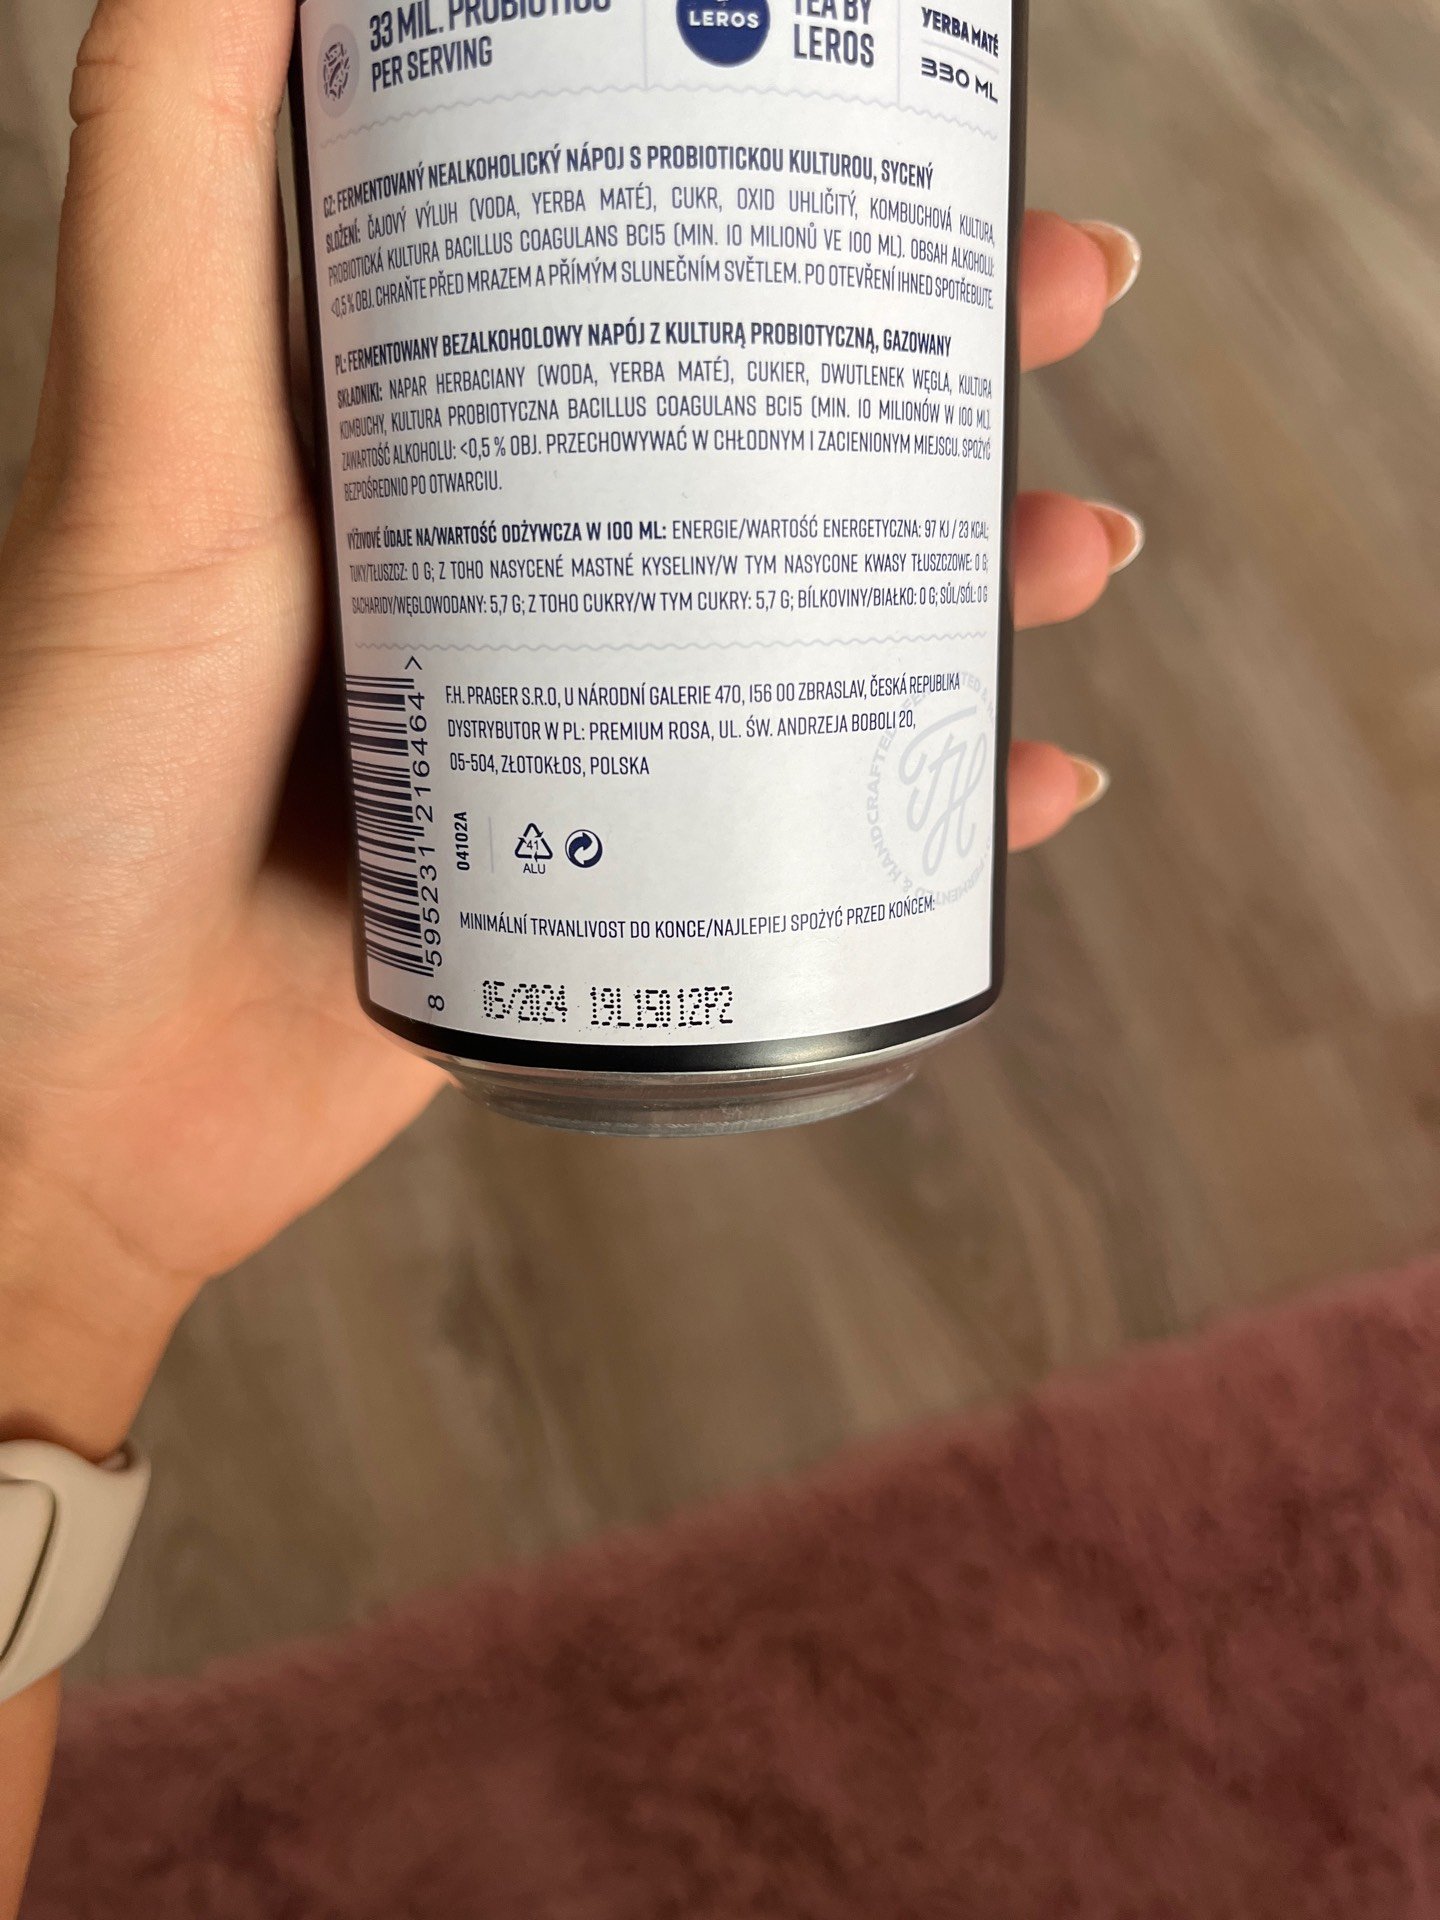 33 MIL. PROBIOTICS
PER SERVING
LEROS
TEA BY
LEROS
YERBA MATÉ
330 ML
CZ: FERMENTOVANÝ NEALKOHOLICKÝ NÁPOJ S PROBIOTICKOU KULTUROU, SYCENÝ
SLOŽENÍ: ČAJOVÝ VÝLUH (VODA, YERBA MATÉ), CUKR, OXID UHLIČITÝ, KOMBUCHOVÁ KULTURA,
PROBIOTICKÁ KULTURA BACILLUS COAGULANS BC15 (MIN. 10 MILIONŮ VE 100 ML). OBSAH ALKOHOLU:
<0,5 % OBJ. CHRAŇTE PŘED MRAZEM A PŘÍMÝM SLUNEČNÍM SVĚTLEM. PO OTEVŘENÍ IHNED SPOTŘEBUJTE.
PL: FERMENTOWANY BEZALKOHOLOWY NAPÓJ Z KULTURĄ PROBIOTYCZNĄ, GAZOWANY
SKŁADNIKI: NAPAR HERBACIANY (WODA, YERBA MATÉ), CUKIER, DWUTLENEK WĘGLA, KULTURA
KOMBUCHY, KULTURA PROBIOTYCZNA BACILLUS COAGULANS BC15 (MIN. 10 MILIONÓW W 100 ML).
ZAWARTOŚĆ ALKOHOLU: <0,5 % OBJ. PRZECHOWYWAĆ W CHŁODNYM I ZACIENIONYM MIEJSCU. SPOŻYĆ
BEZPOŚREDNIO PO OTWARCIU.
VÝŽIVOVÉ ÚDAJE NA/WARTOŚĆ ODŻYWCZA W 100 ML: ENERGIE/WARTOŚĆ ENERGETYCZNA: 97 KJ / 23 KCAL;
TUKY/TŁUSZCZ: 0 G; Z TOHO NASYCENÉ MASTNÉ KYSELINY/W TYM NASYCONE KWASY TŁUSZCZOWE: 0 G;
SACHARIDY/WĘGLOWODANY: 5,7 G; Z TOHO CUKRY/W TYM CUKRY: 5,7 G; BÍLKOVINY/BIAŁKO: 0 G; SŮL/SÓL: 0 G
F.H. PRAGER S.R.O, U NÁRODNÍ GALERIE 470, 156 00 ZBRASLAV, ČESKÁ REPUBLIKA
DYSTRYBUTOR W PL: PREMIUM ROSA, UL. ŚW. ANDRZEJA BOBOLI 20,
05-504, ZŁOTOKŁOS, POLSKA
8 595231 216464 >
04102A
41
ALU
FH
& HANDCRAFTED
FERMENTED
MINIMÁLNÍ TRVANLIVOST DO KONCE/NAJLEPIEJ SPOŻYĆ PRZED KOŃCEM:
05/2024 19L15012P2